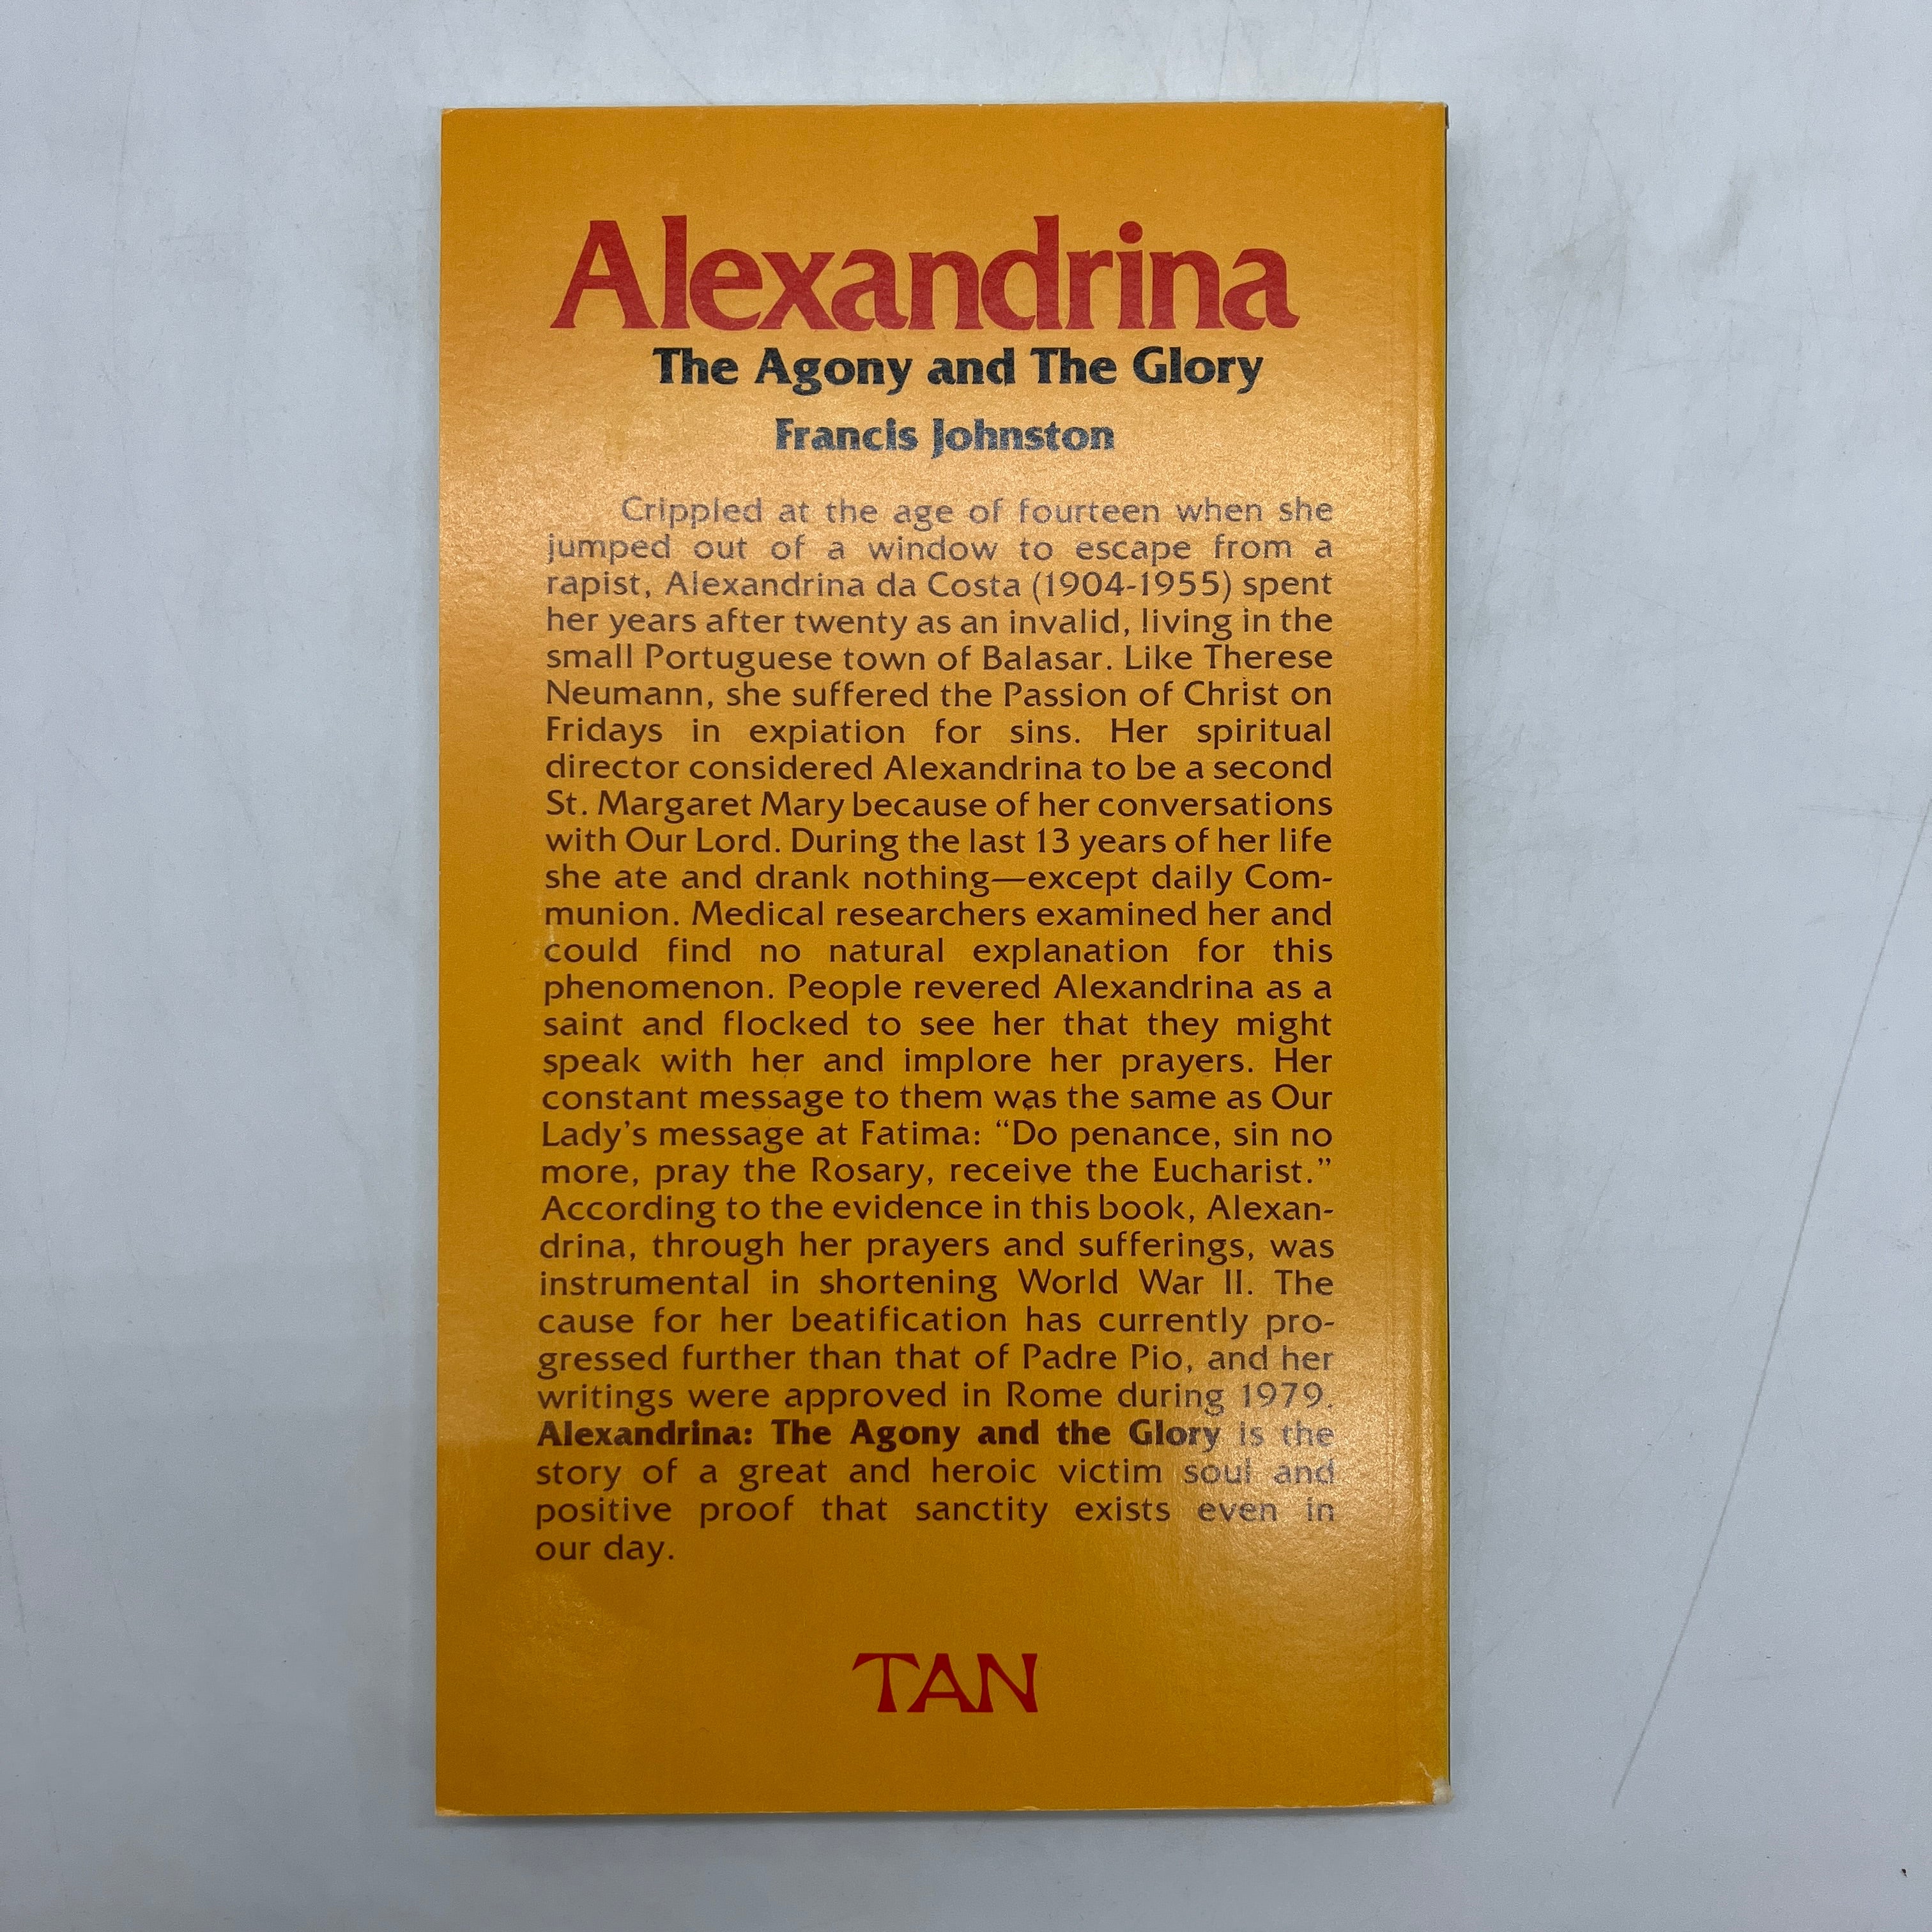 Alexandrina
The Agony and The Glory
Francis Johnston
Crippled at the age of fourteen when she
jumped out of a window to escape from a
rapist, Alexandrina da Costa (1904-1955) spent
her years after twenty as an invalid, living in the
small Portuguese town of Balasar. Like Therese
Neumann, she suffered the Passion of Christ on
Fridays in expiation for sins. Her spiritual
director considered Alexandrina to be a second
St. Margaret Mary because of her conversations
with Our Lord. During the last 13 years of her life
she ate and drank nothing—except daily Com-
munion. Medical researchers examined her and
could find no natural explanation for this
phenomenon. People revered Alexandrina as a
saint and flocked to see her that they might
speak with her and implore her prayers. Her
constant message to them was the same as Our
Lady's message at Fatima: “Do penance, sin no
more, pray the Rosary, receive the Eucharist.”
According to the evidence in this book, Alexan-
drina, through her prayers and sufferings, was
instrumental in shortening World War II. The
cause for her beatification has currently pro-
gressed further than that of Padre Pio, and her
writings were approved in Rome during 1979.
Alexandrina: The Agony and the Glory is the
story of a great and heroic victim soul and
positive proof that sanctity exists even in
our day.
TAN